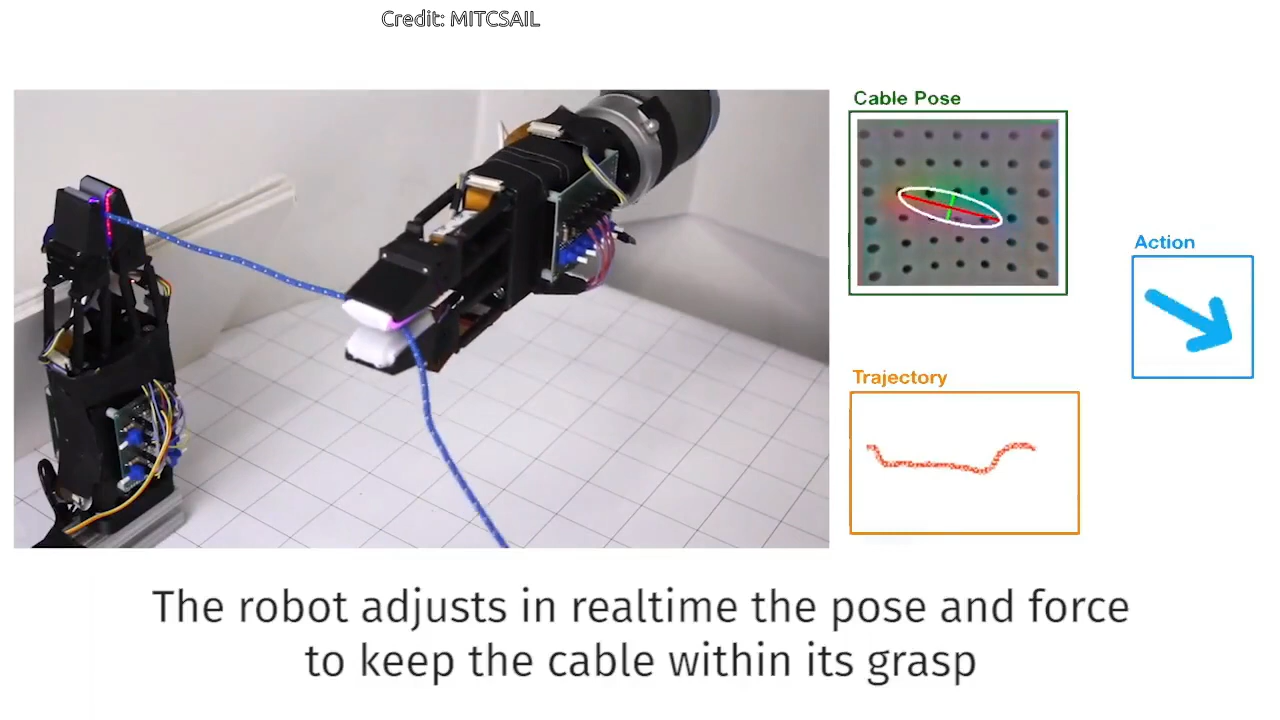 Credit: MITCSAIL
Cable Pose
Action
Trajectory
The robot adjusts in realtime the pose and force
to keep the cable within its grasp